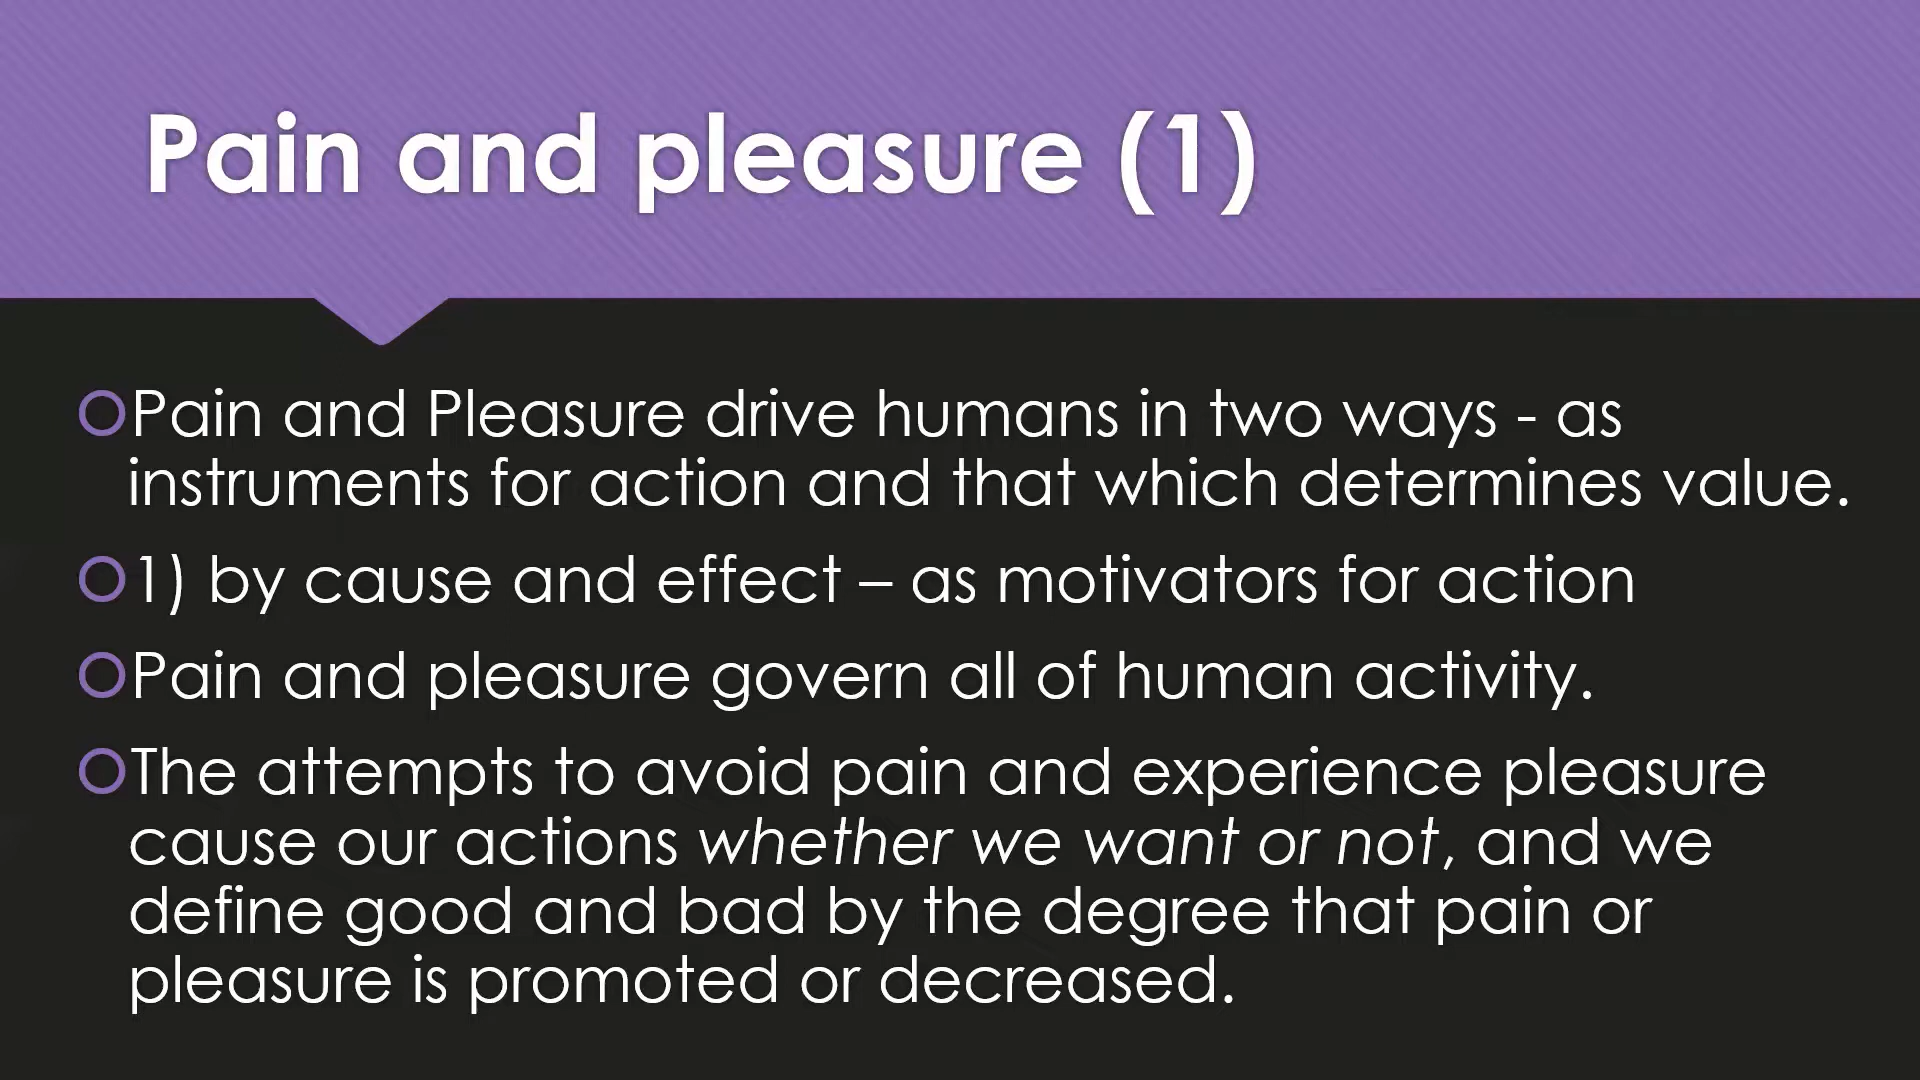 Pain and pleasure (1)
Pain and Pleasure drive humans in two ways - as
instruments for action and that which determines value.
1) by cause and effect – as motivators for action
Pain and pleasure govern all of human activity.
The attempts to avoid pain and experience pleasure
cause our actions whether we want or not, and we
define good and bad by the degree that pain or
pleasure is promoted or decreased.